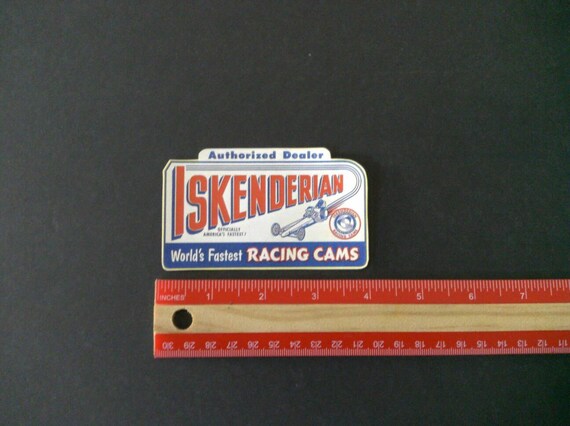 Authorized Dealer
ISKENDERIAN
OFFICIALLY
AMERICA'S FASTEST!
World's Fastest RACING CAMS
INCHES 1 2 3 4 5 6 7
30 29 28 27 26 25 24 23 22 21 20 19 18 17 16 15 14 13 12 11